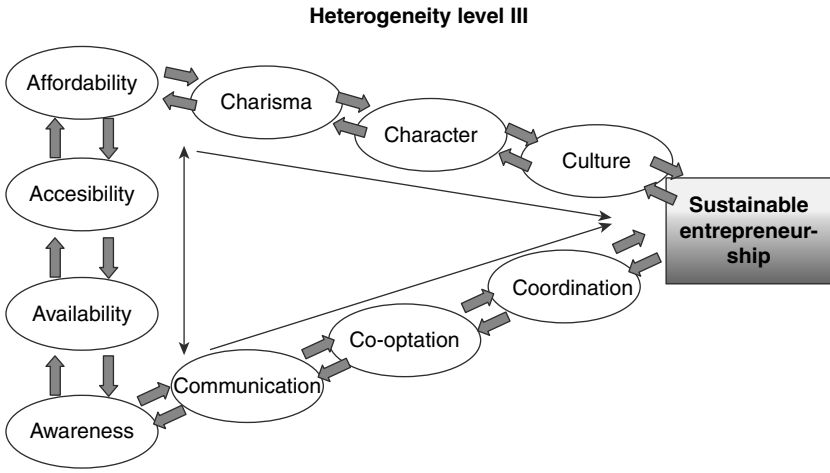 Heterogeneity level III
Affordability
Charisma
Character
Culture
Accesibility
Sustainable
entrepreneur-
ship
Availability
Coordination
Co-optation
Communication
Awareness